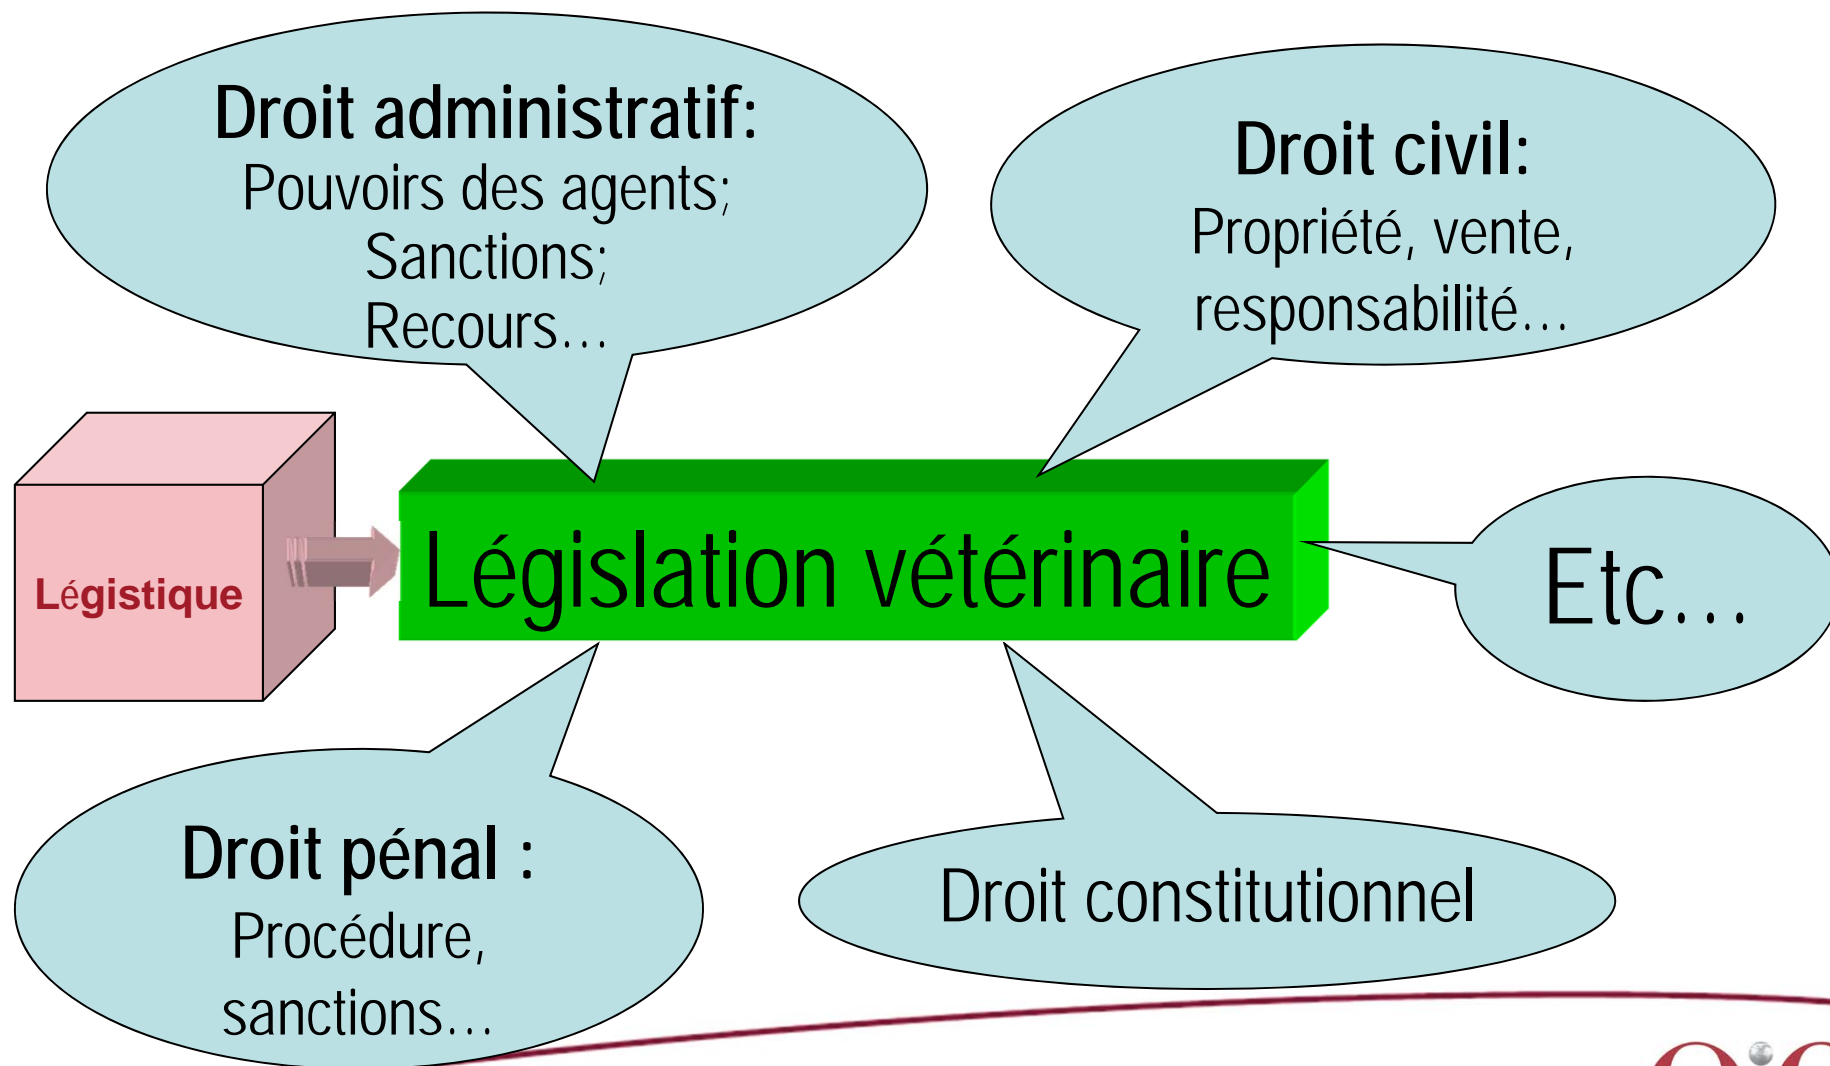 Droit administratif:
Pouvoirs des agents;
Sanctions;
Recours…
Droit civil:
Propriété, vente,
responsabilité…
Légistique
Législation vétérinaire
Etc…
Droit pénal :
Procédure,
sanctions…
Droit constitutionnel